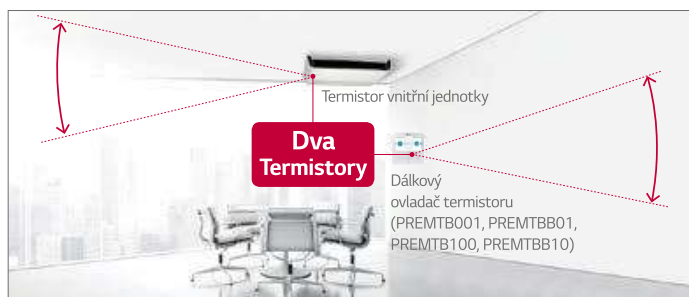 Termistor vnitřní jednotky
Dva
Termistory
Dálkový
ovladač termistoru
(PREMTB001, PREMTBB01,
PREMTB100, PREMTBB10)